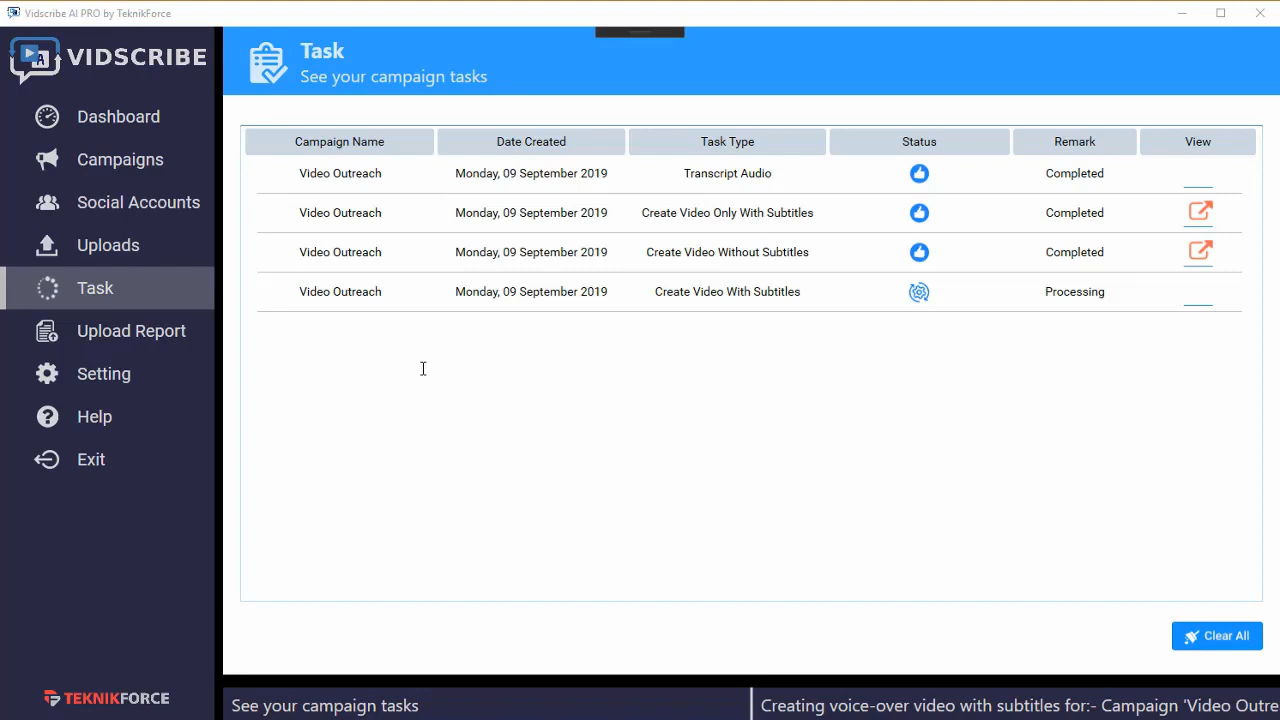 Vidscribe AI PRO by TeknikForce
VIDSCRIBE
Dashboard
Campaigns
Social Accounts
Uploads
Task
Upload Report
Setting
Help
Exit
TEKNIKFORCE
Task
See your campaign tasks
Campaign Name Date Created Task Type Status Remark View
Video Outreach Monday, 09 September 2019 Transcript Audio Completed
Video Outreach Monday, 09 September 2019 Create Video Only With Subtitles Completed
Video Outreach Monday, 09 September 2019 Create Video Without Subtitles Completed
Video Outreach Monday, 09 September 2019 Create Video With Subtitles Processing
Clear All
See your campaign tasks
Creating voice-over video with subtitles for:- Campaign 'Video Outre